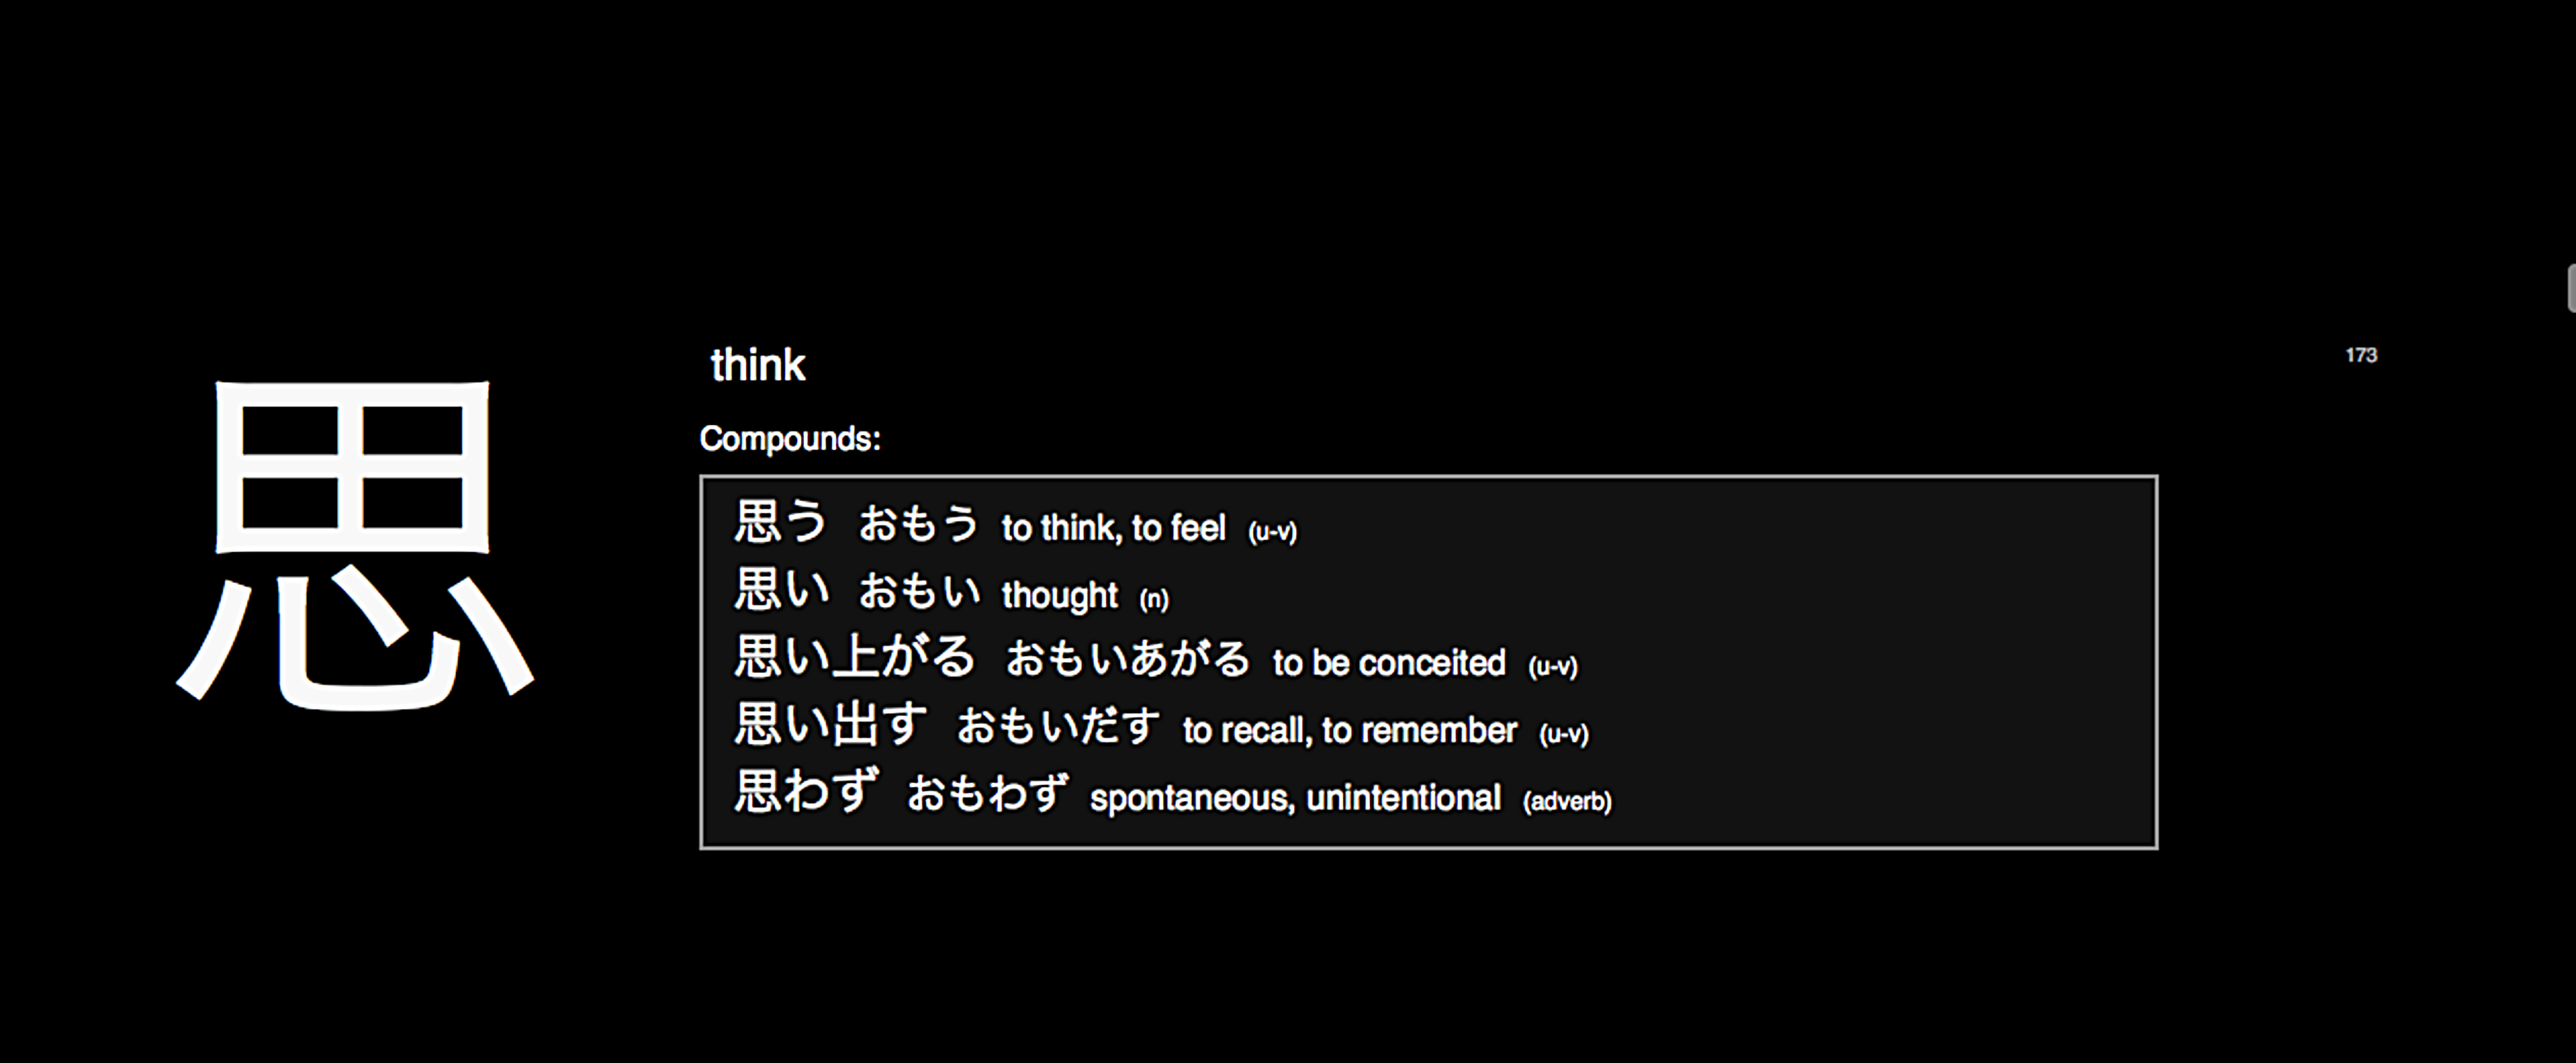 思
think
173
Compounds:
思う おもう to think, to feel (u-v)
思い おもい thought (n)
思い上がる おもいあがる to be conceited (u-v)
思い出す おもいだす to recall, to remember (u-v)
思わず おもわず spontaneous, unintentional (adverb)